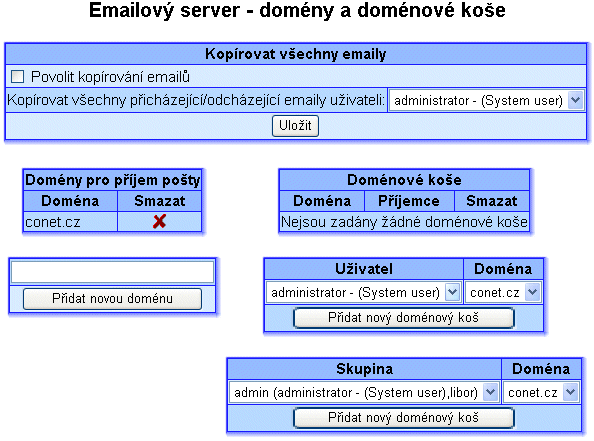 Emailový server - domény a doménové koše
Kopírovat všechny emaily
Povolit kopírování emailů
Kopírovat všechny přicházející/odcházející emaily uživateli: administrator - (System user)
Uložit
Domény pro příjem pošty
Doména Smazat
conet.cz
Přidat novou doménu
Doménové koše
Doména Příjemce Smazat
Nejsou zadány žádné doménové koše
Uživatel Doména
administrator - (System user) conet.cz
Přidat nový doménový koš
Skupina Doména
admin (administrator - (System user),libor) conet.cz
Přidat nový doménový koš